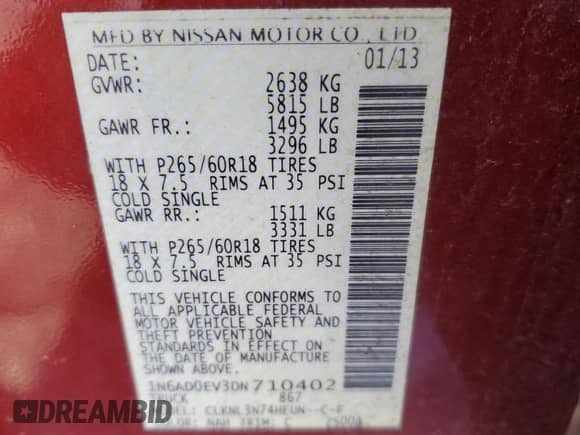 MFD BY NISSAN MOTOR CO., LTD.
DATE: 01/13
GVWR: 2638 KG
5815 LB
GAWR FR.: 1495 KG
3296 LB
WITH P265/60R18 TIRES
18 X 7.5 RIMS AT 35 PSI
COLD SINGLE
GAWR RR.: 1511 KG
3331 LB
WITH P265/60R18 TIRES
18 X 7.5 RIMS AT 35 PSI
COLD SINGLE
THIS VEHICLE CONFORMS TO
ALL APPLICABLE FEDERAL
MOTOR VEHICLE SAFETY AND
THEFT PREVENTION
STANDARDS IN EFFECT ON
THE DATE OF MANUFACTURE
SHOWN ABOVE.
1N6AD0EV3DN710402
867
CLKNL3N74HEUN--C-F
NAH TRIM: C
DREAMBID